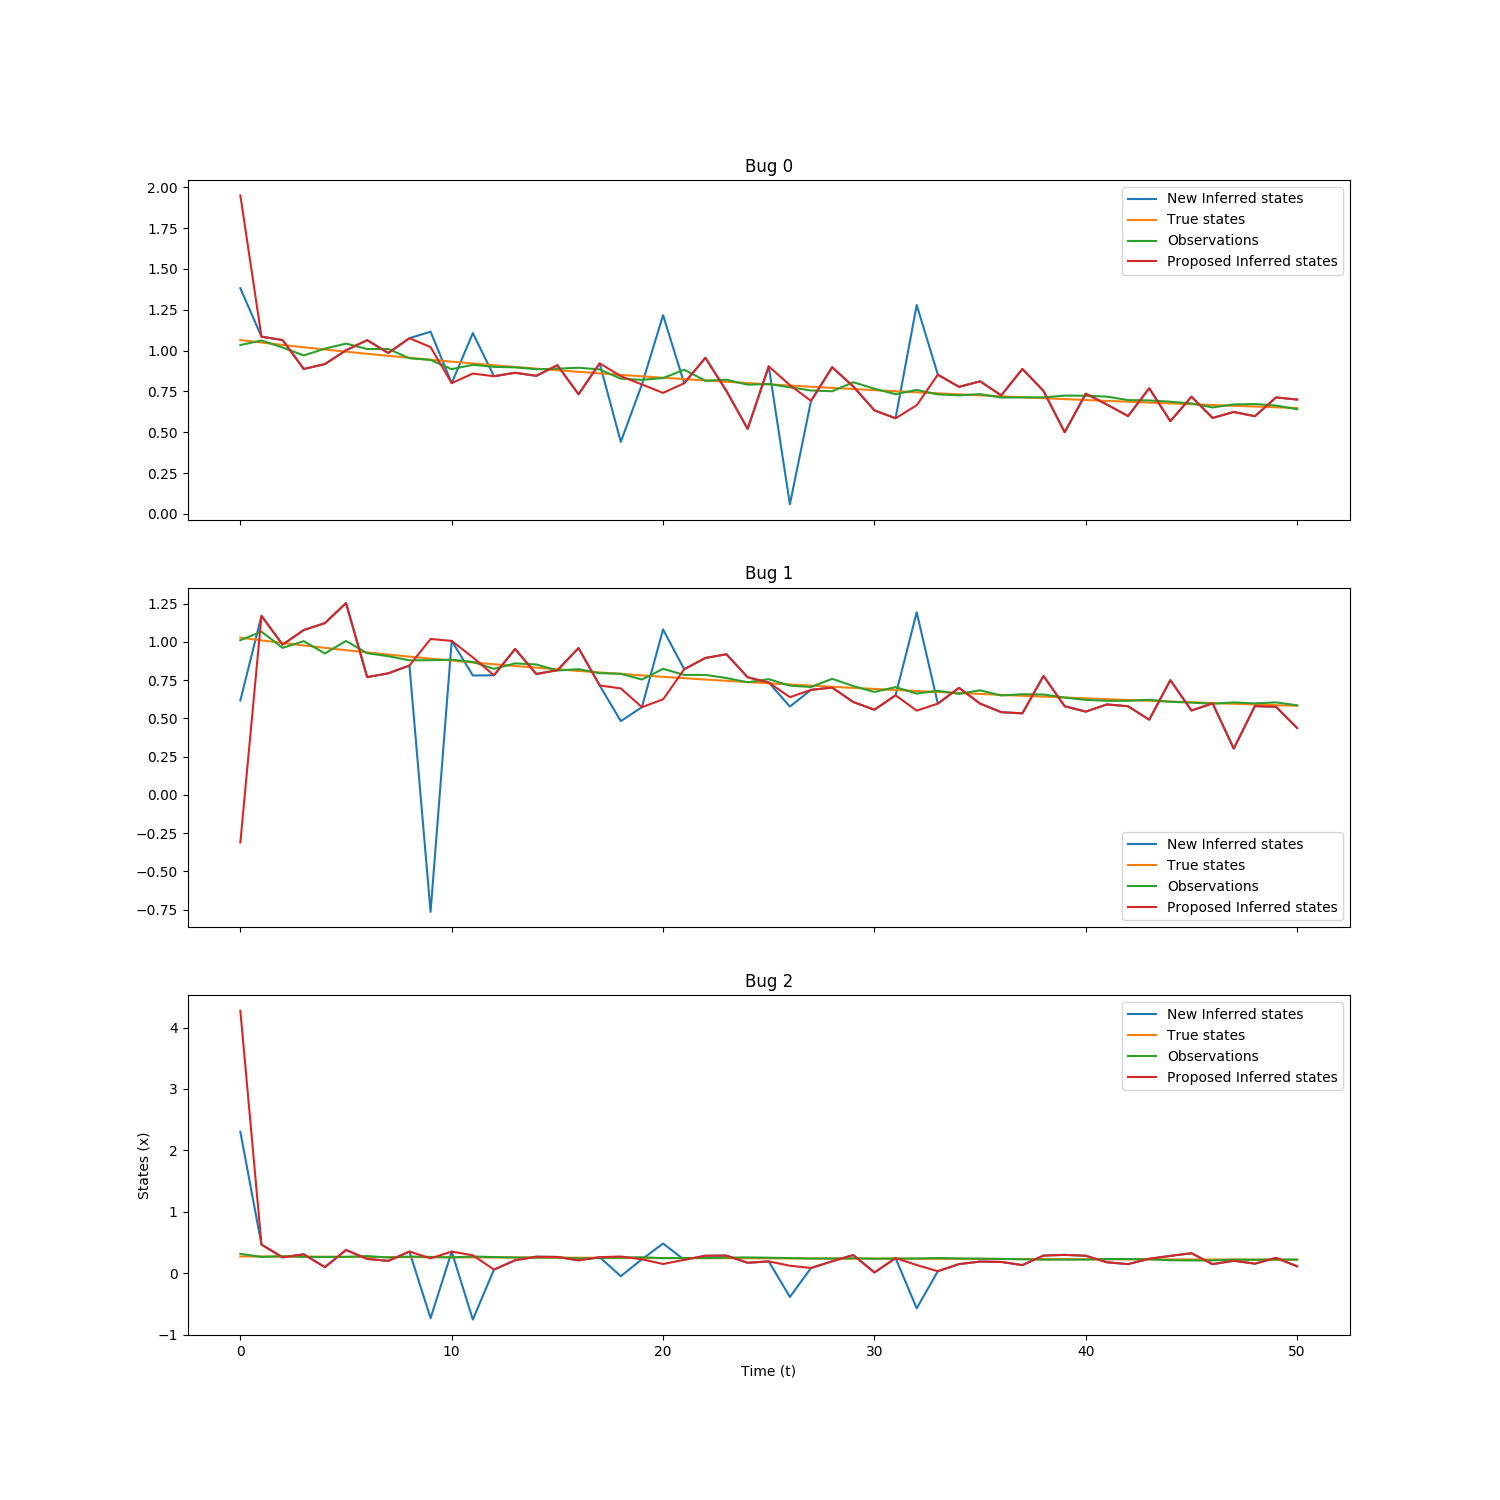 Bug 0
2.00
1.75
1.50
1.25
1.00
0.75
0.50
0.25
0.00
New Inferred states
True states
Observations
Proposed Inferred states
Bug 1
1.25
1.00
0.75
0.50
0.25
0.00
−0.25
−0.50
−0.75
New Inferred states
True states
Observations
Proposed Inferred states
Bug 2
4
3
2
1
0
−1
States (x)
New Inferred states
True states
Observations
Proposed Inferred states
0 10 20 30 40 50
Time (t)